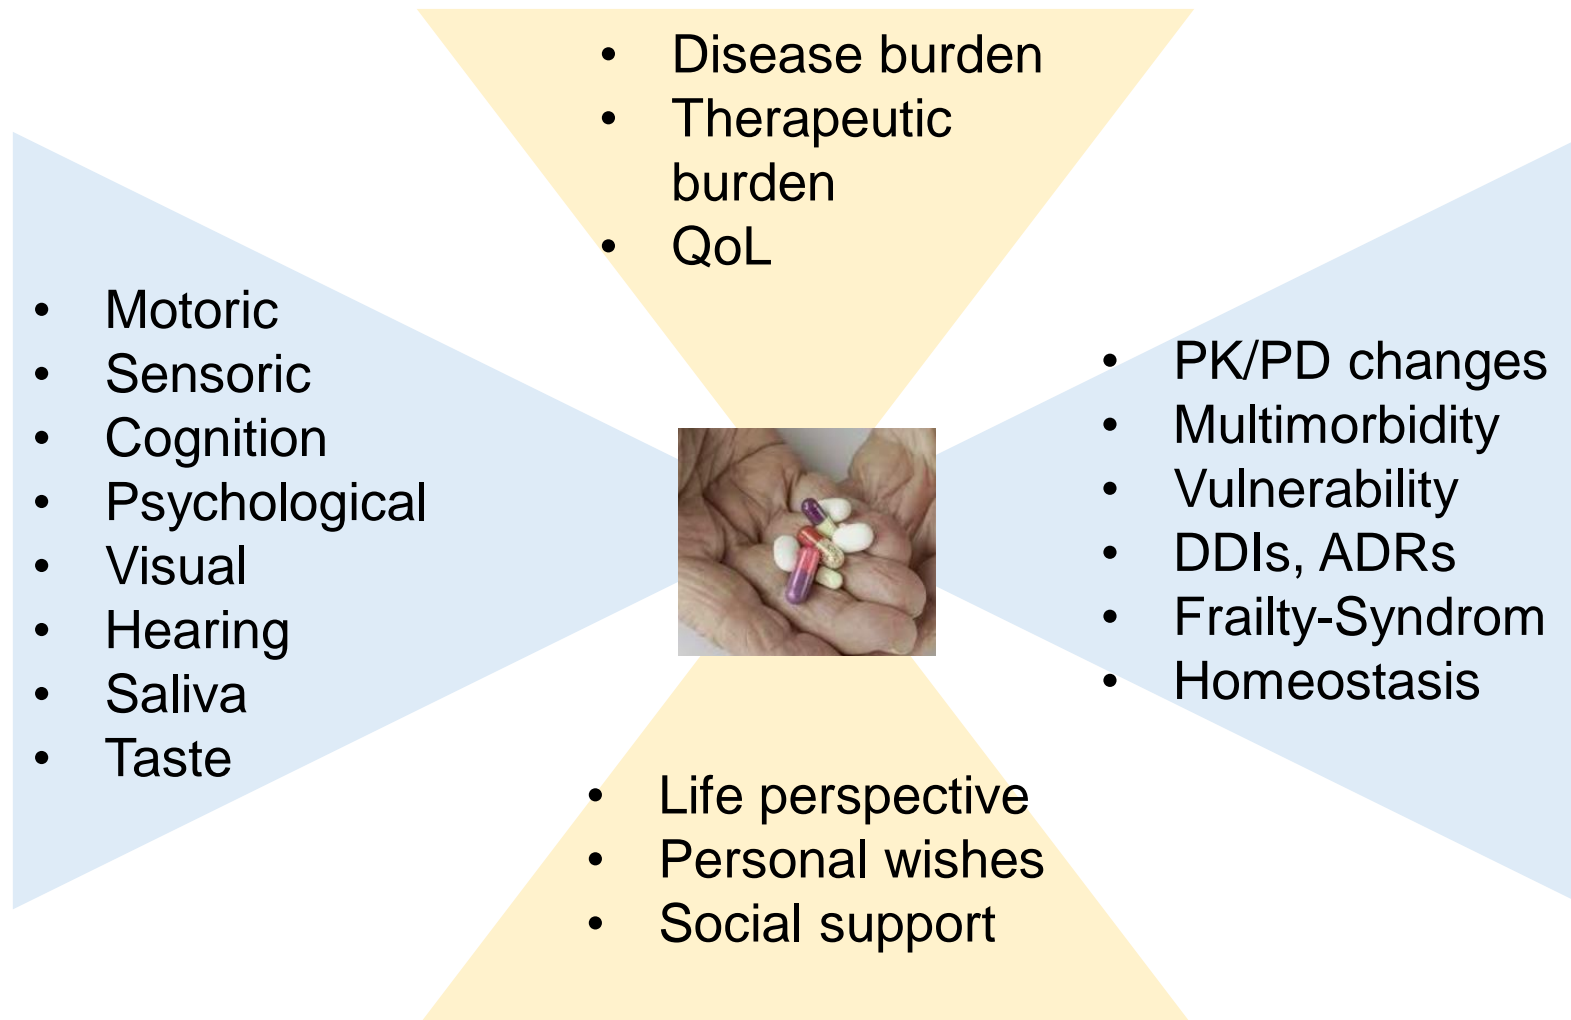 • Disease burden
• Therapeutic
burden
• QoL
• Motoric
• Sensoric
• Cognition
• Psychological
• Visual
• Hearing
• Saliva
• Taste
• PK/PD changes
• Multimorbidity
• Vulnerability
• DDIs, ADRs
• Frailty-Syndrom
• Homeostasis
• Life perspective
• Personal wishes
• Social support